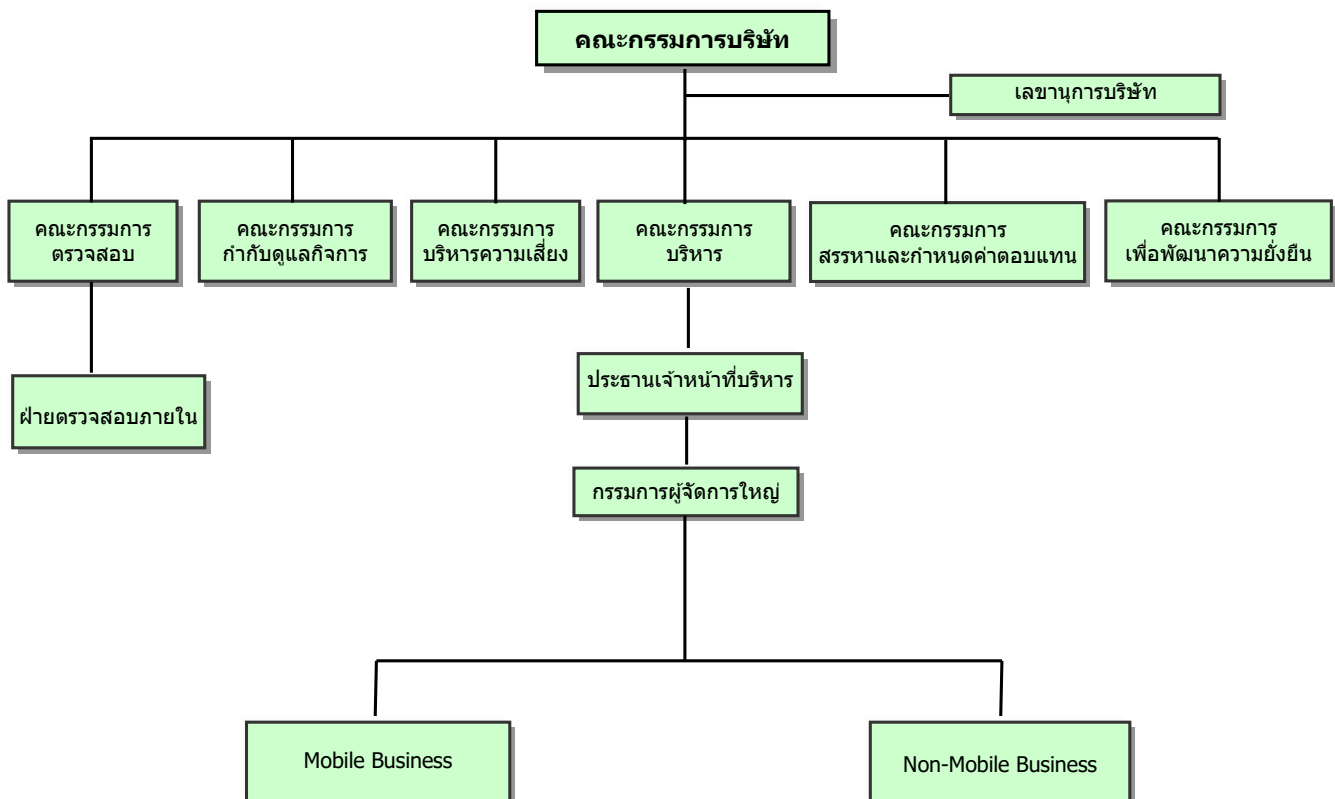 คณะกรรมการบริษัท
เลขานุการบริษัท
คณะกรรมการ
ตรวจสอบ
คณะกรรมการ
กำกับดูแลกิจการ
คณะกรรมการ
บริหารความเสี่ยง
คณะกรรมการ
บริหาร
คณะกรรมการ
สรรหาและกำหนดค่าตอบแทน
คณะกรรมการ
เพื่อพัฒนาความยั่งยืน
ฝ่ายตรวจสอบภายใน
ประธานเจ้าหน้าที่บริหาร
กรรมการผู้จัดการใหญ่
Mobile Business
Non-Mobile Business